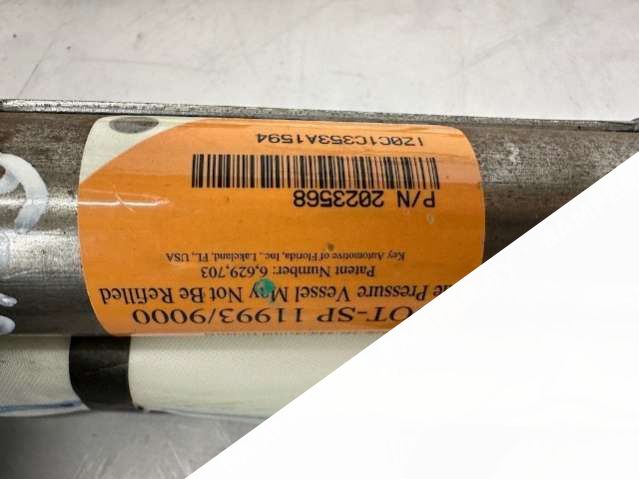 OT-SP 11993/9000
Pressure Vessel May Not Be Refilled
Patent Number: 6,629,703
Key Automotive of Florida, Inc., Lakeland, FL, USA
P/N 2023568
IZ0C1C353A1594